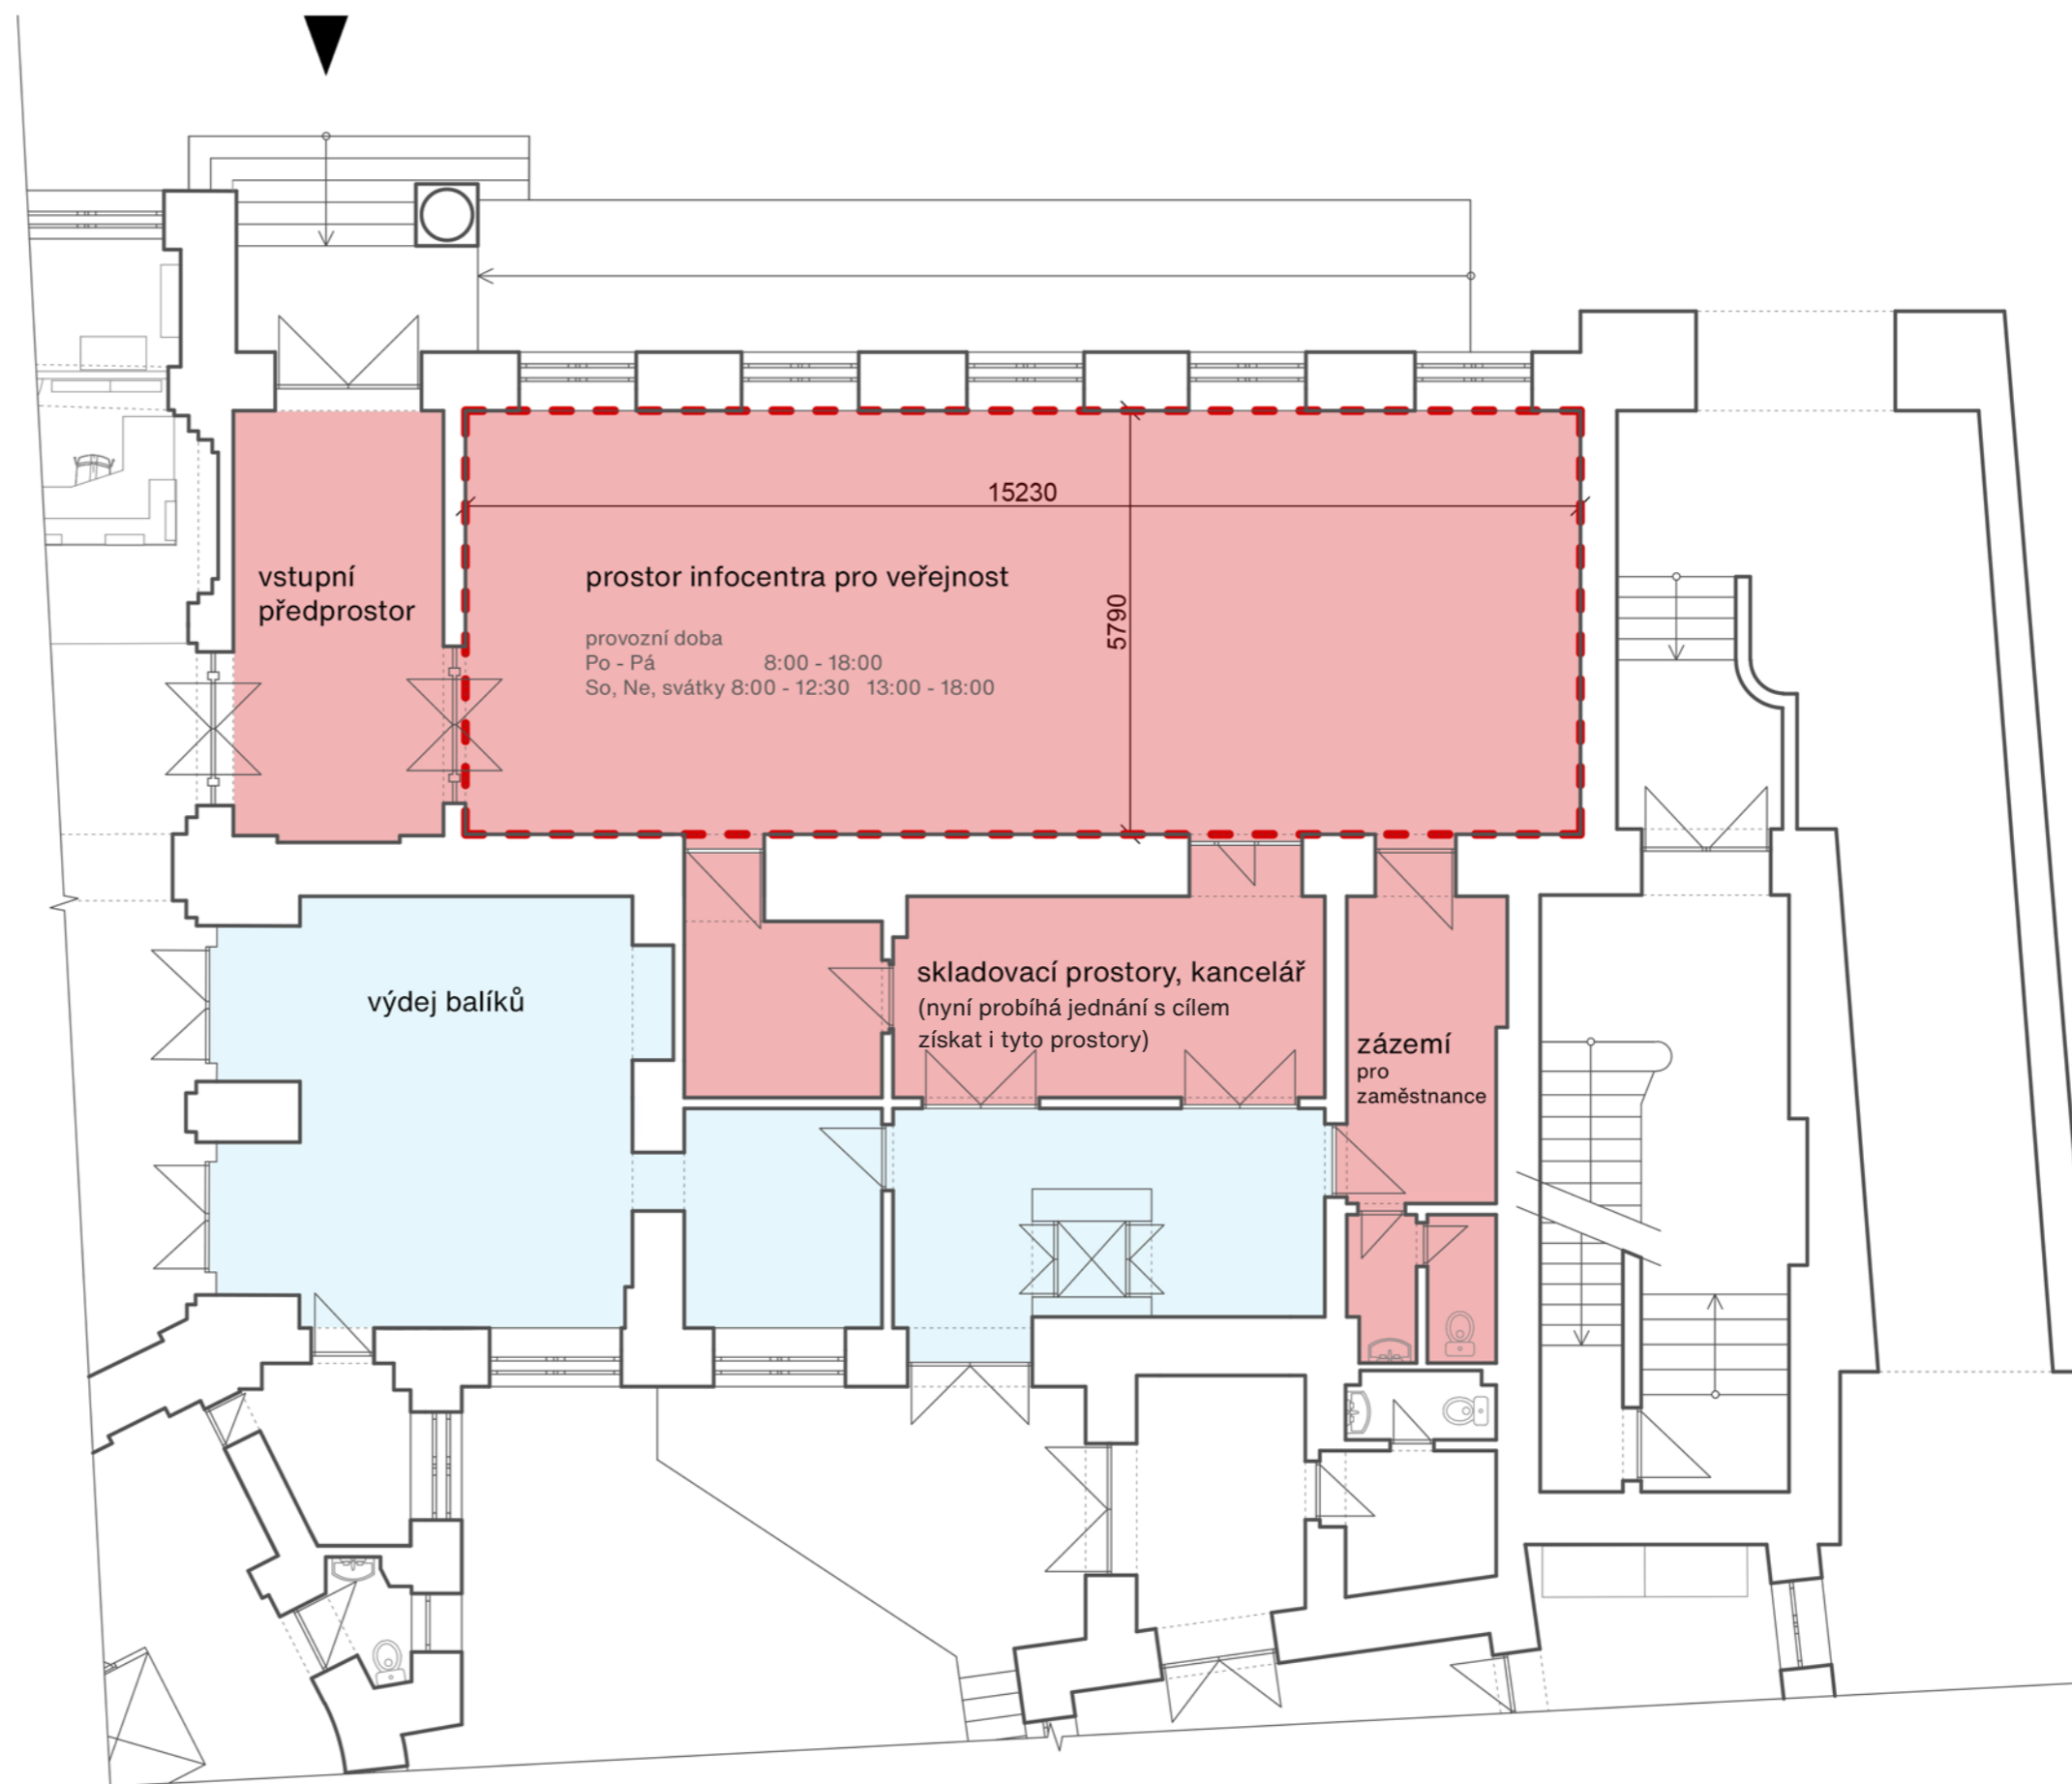 15230
vstupní
předprostor
prostor infocentra pro veřejnost
5790
provozní doba
Po - Pá 8:00 - 18:00
So, Ne, svátky 8:00 - 12:30 13:00 - 18:00
výdej balíků
skladovací prostory, kancelář
(nyní probíhá jednání s cílem
získat i tyto prostory)
zázemí
pro
zaměstnance